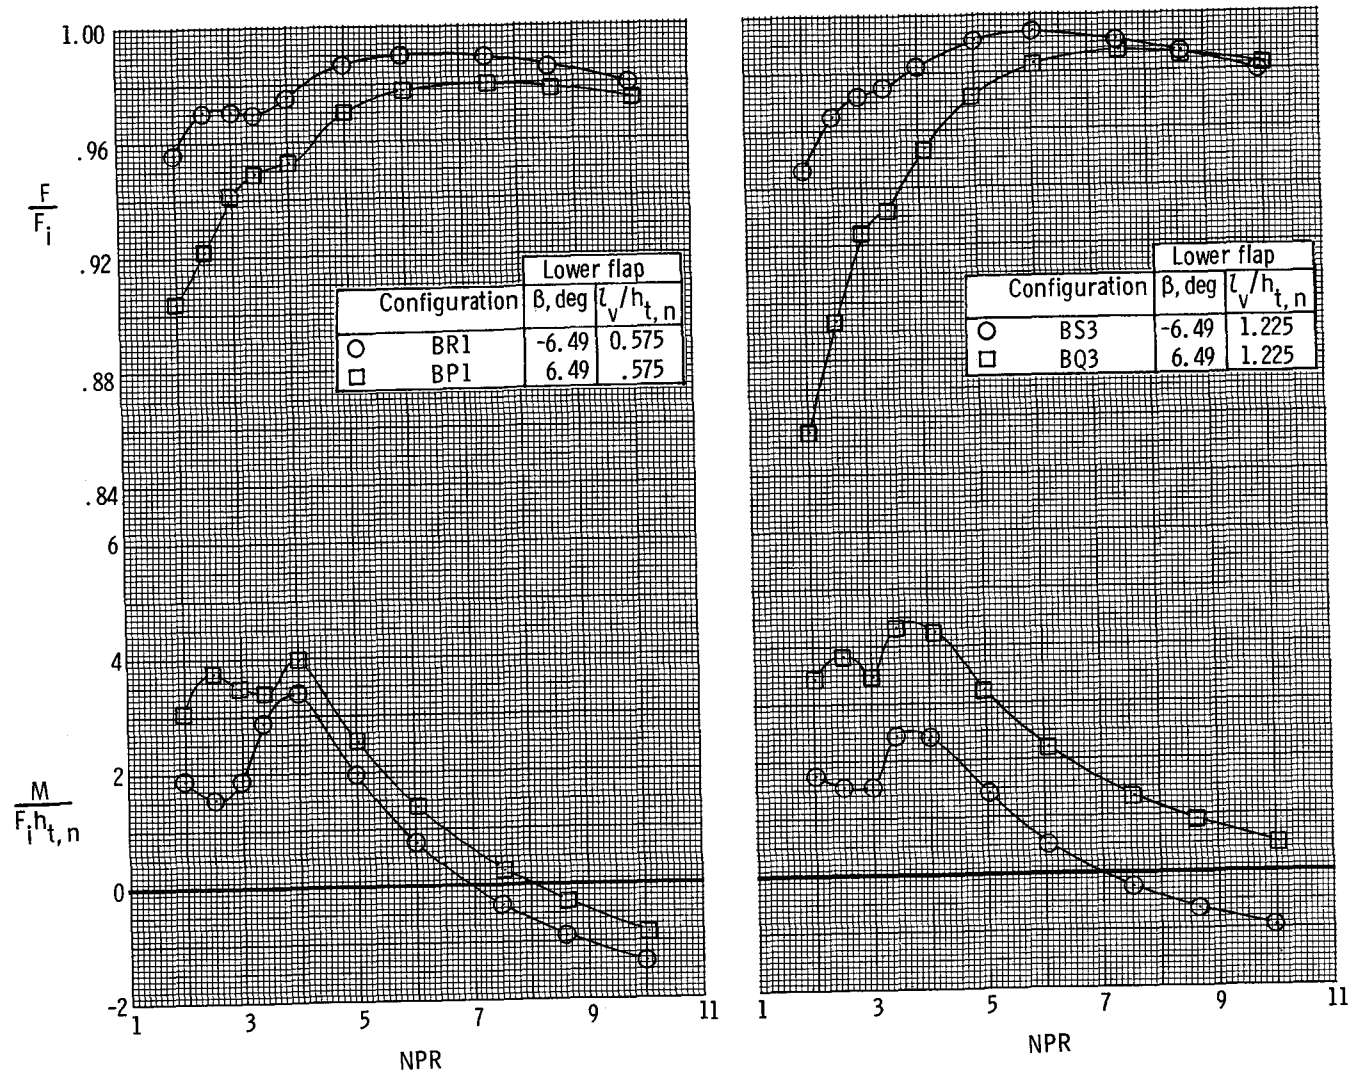 1.00
.96
.92
.88
.84
F
F_i
6
4
2
0
-2
M
F_i h_t,n
Lower flap
Configuration β, deg l_v/h_t,n
○ BR1 -6.49 0.575
□ BP1 6.49 .575
1 3 5 7 9 11
NPR
Lower flap
Configuration β, deg l_v/h_t,n
○ BS3 -6.49 1.225
□ BQ3 6.49 1.225
1 3 5 7 9 11
NPR